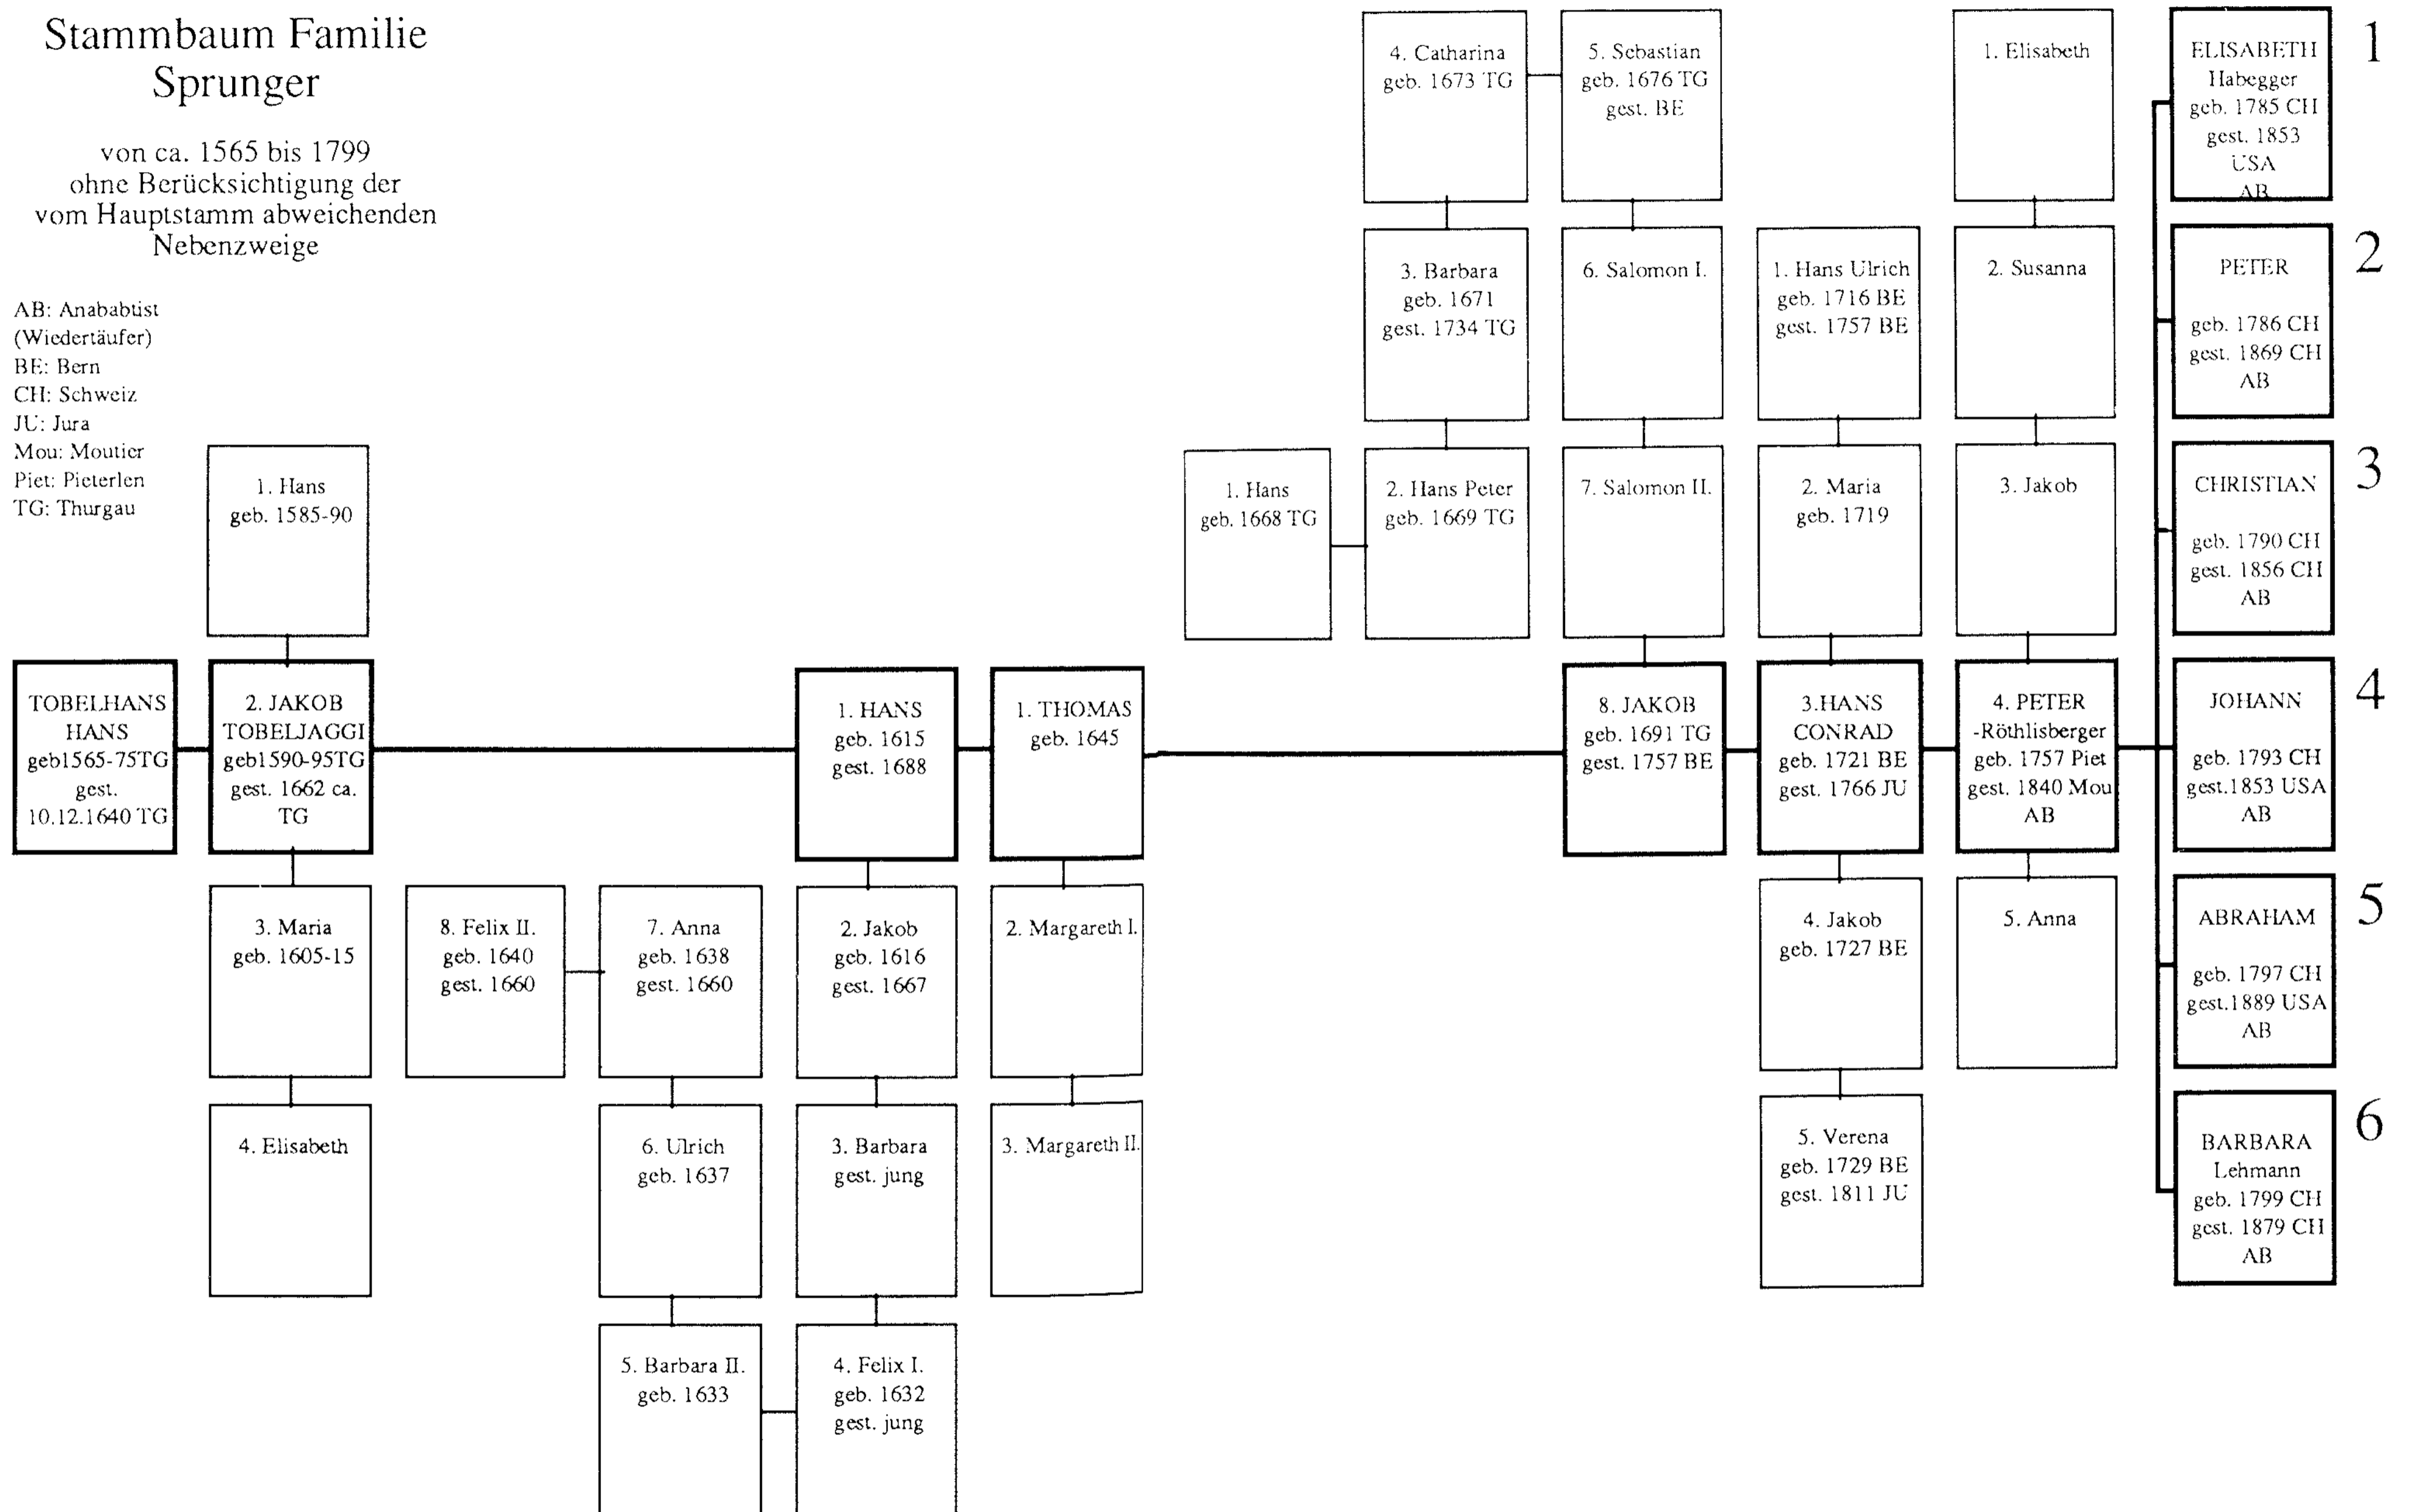 Stammbaum Familie
Sprunger
von ca. 1565 bis 1799
ohne Berücksichtigung der
vom Hauptstamm abweichenden
Nebenzweige
AB: Anababtist
(Wiedertäufer)
BE: Bern
CH: Schweiz
JU: Jura
Mou: Moutier
Piet: Pieterlen
TG: Thurgau
TOBELHANS
HANS
geb1565-75TG
gest.
10.12.1640 TG
1. Hans
geb. 1585-90
2. JAKOB
TOBELJAGGI
geb1590-95TG
gest. 1662 ca.
TG
3. Maria
geb. 1605-15
4. Elisabeth
8. Felix II.
geb. 1640
gest. 1660
7. Anna
geb. 1638
gest. 1660
6. Ulrich
geb. 1637
5. Barbara II.
geb. 1633
1. HANS
geb. 1615
gest. 1688
2. Jakob
geb. 1616
gest. 1667
3. Barbara
gest. jung
4. Felix I.
geb. 1632
gest. jung
1. THOMAS
geb. 1645
2. Margareth I.
3. Margareth II.
1. Hans
geb. 1668 TG
4. Catharina
geb. 1673 TG
3. Barbara
geb. 1671
gest. 1734 TG
2. Hans Peter
geb. 1669 TG
5. Sebastian
geb. 1676 TG
gest. BE
6. Salomon I.
7. Salomon II.
8. JAKOB
geb. 1691 TG
gest. 1757 BE
1. Hans Ulrich
geb. 1716 BE
gest. 1757 BE
2. Maria
geb. 1719
3.HANS
CONRAD
geb. 1721 BE
gest. 1766 JU
4. Jakob
geb. 1727 BE
5. Verena
geb. 1729 BE
gest. 1811 JU
1. Elisabeth
2. Susanna
3. Jakob
4. PETER
-Röthlisberger
geb. 1757 Piet
gest. 1840 Mou
AB
5. Anna
ELISABETH
Habegger
geb. 1785 CH
gest. 1853
USA
AB
1
PETER
geb. 1786 CH
gest. 1869 CH
AB
2
CHRISTIAN
geb. 1790 CH
gest. 1856 CH
AB
3
JOHANN
geb. 1793 CH
gest.1853 USA
AB
4
ABRAHAM
geb. 1797 CH
gest.1889 USA
AB
5
BARBARA
Lehmann
geb. 1799 CH
gest. 1879 CH
AB
6